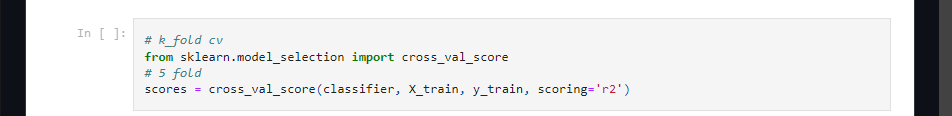 In [ ]:
# k_fold cv
from sklearn.model_selection import cross_val_score
# 5 fold
scores = cross_val_score(classifier, X_train, y_train, scoring='r2')